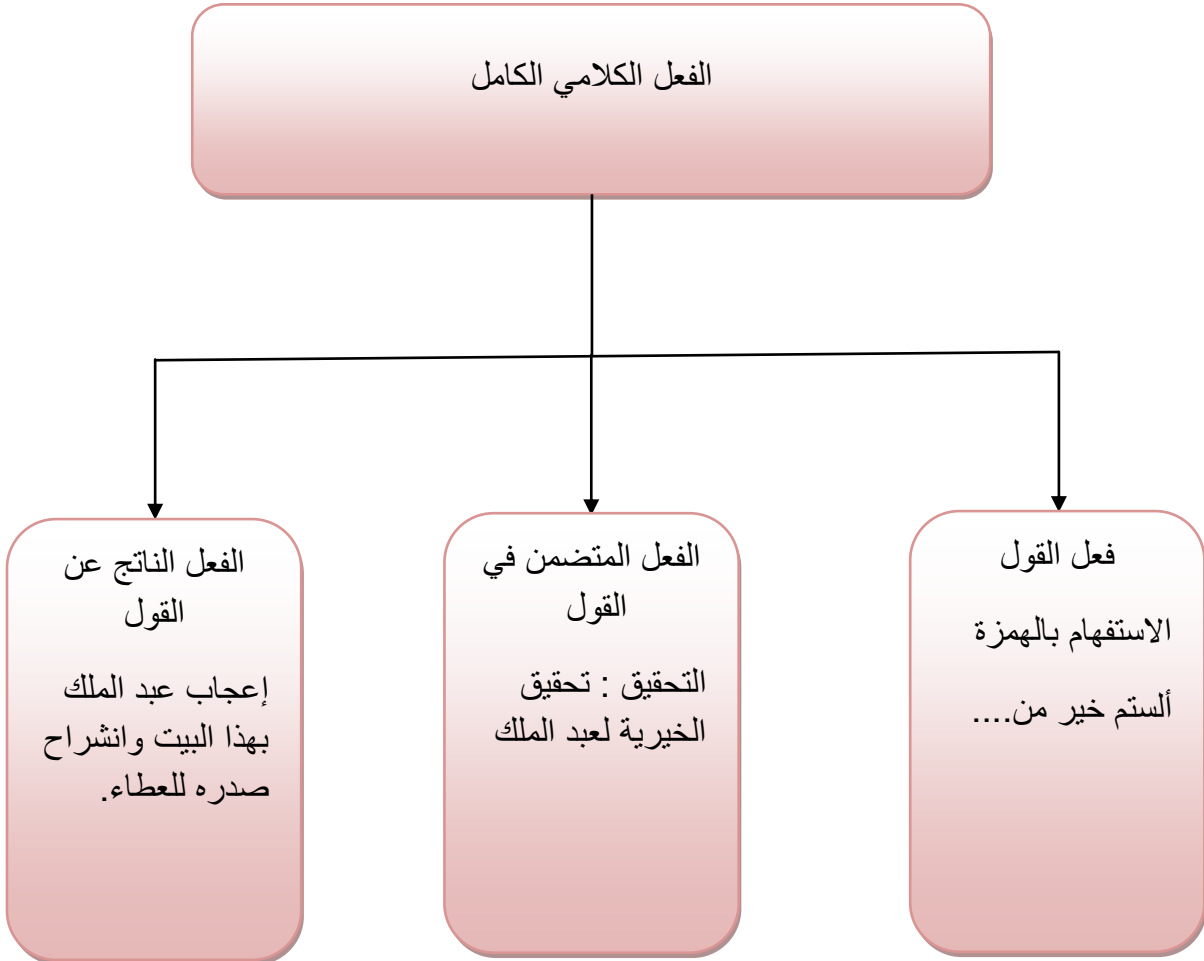 الفعل الكلامي الكامل
فعل القول
الاستفهام بالهمزة
ألستم خير من....
الفعل المتضمن في
القول
التحقيق : تحقيق
الخيرية لعبد الملك
الفعل الناتج عن
القول
إعجاب عبد الملك
بهذا البيت وانشراح
صدره للعطاء.